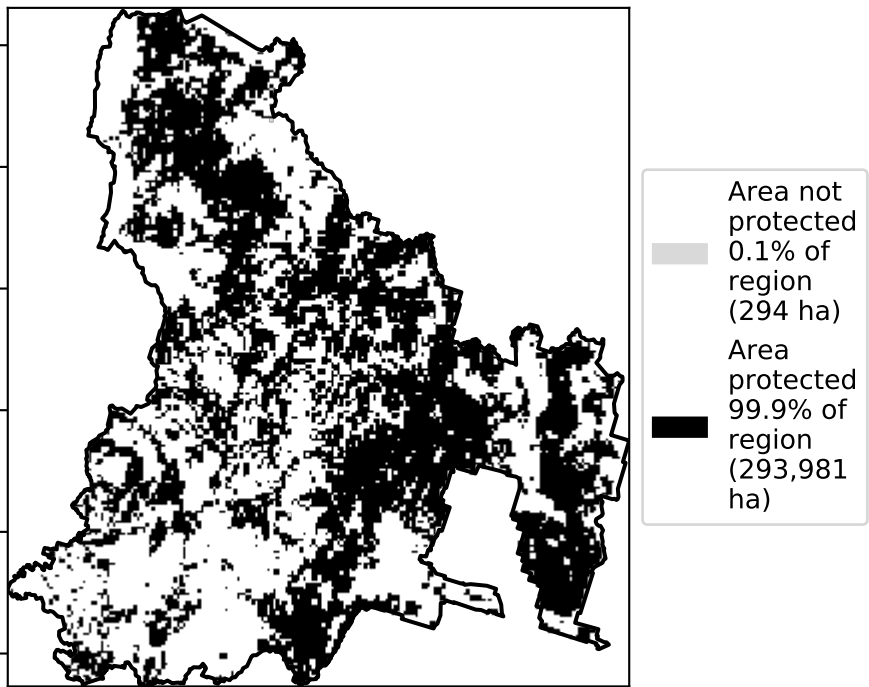 Area not
protected
0.1% of
region
(294 ha)
Area
protected
99.9% of
region
(293,981
ha)